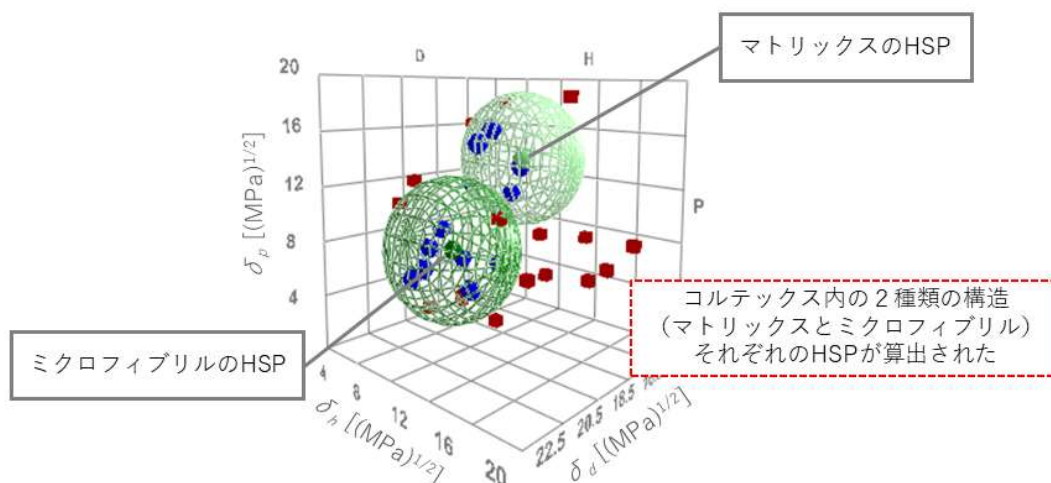 マトリックスのHSP
D
H
P
20
16
12
8
4
δp [(MPa)1/2]
ミクロフィブリルのHSP
コルテックス内の２種類の構造
（マトリックスとミクロフィブリル）
それぞれのHSPが算出された
4
8
12
16
20
δh [(MPa)1/2]
22.5
20.5
18.5
δd [(MPa)1/2]